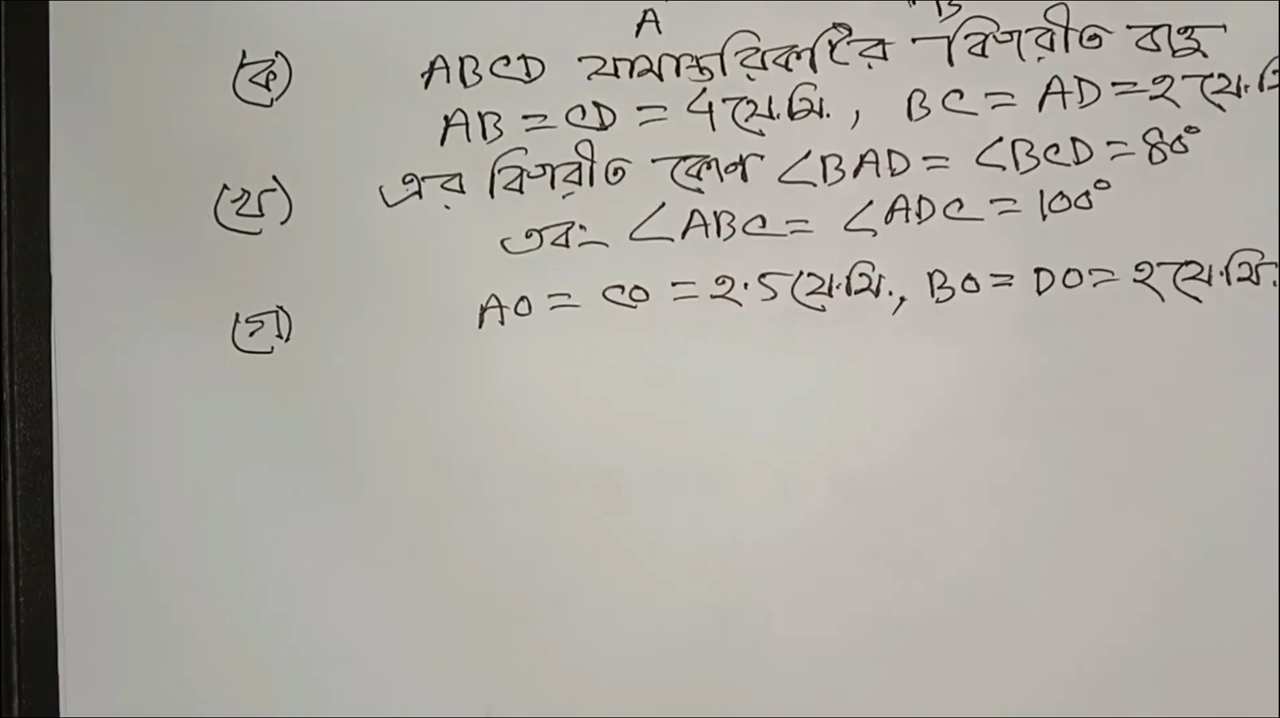 A B
(ক) ABCD সামান্তরিকটির বিপরীত বাহু
AB = CD = 4 সে.মি., BC = AD = 2 সে.মি
(খ) এর বিপরীত কোণ ∠BAD = ∠BCD = 80°
এবং ∠ABC = ∠ADC = 100°
(গ) AO = CO = 2.5 সে.মি., BO = DO = 2 সে.মি.